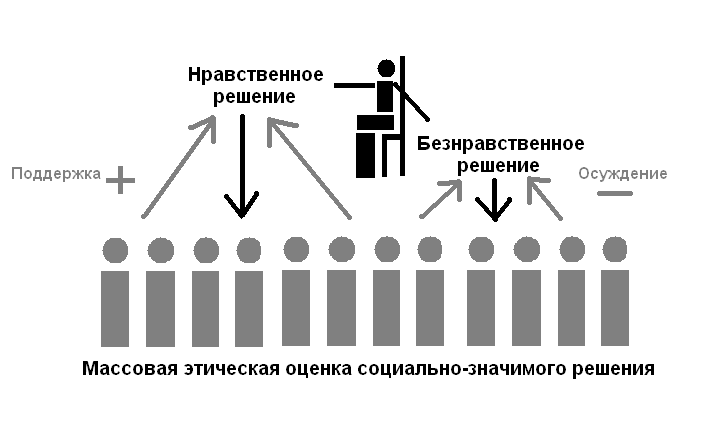 Нравственное
решение
Безнравственное
решение
Поддержка +
Осуждение –
Массовая этическая оценка социально-значимого решения